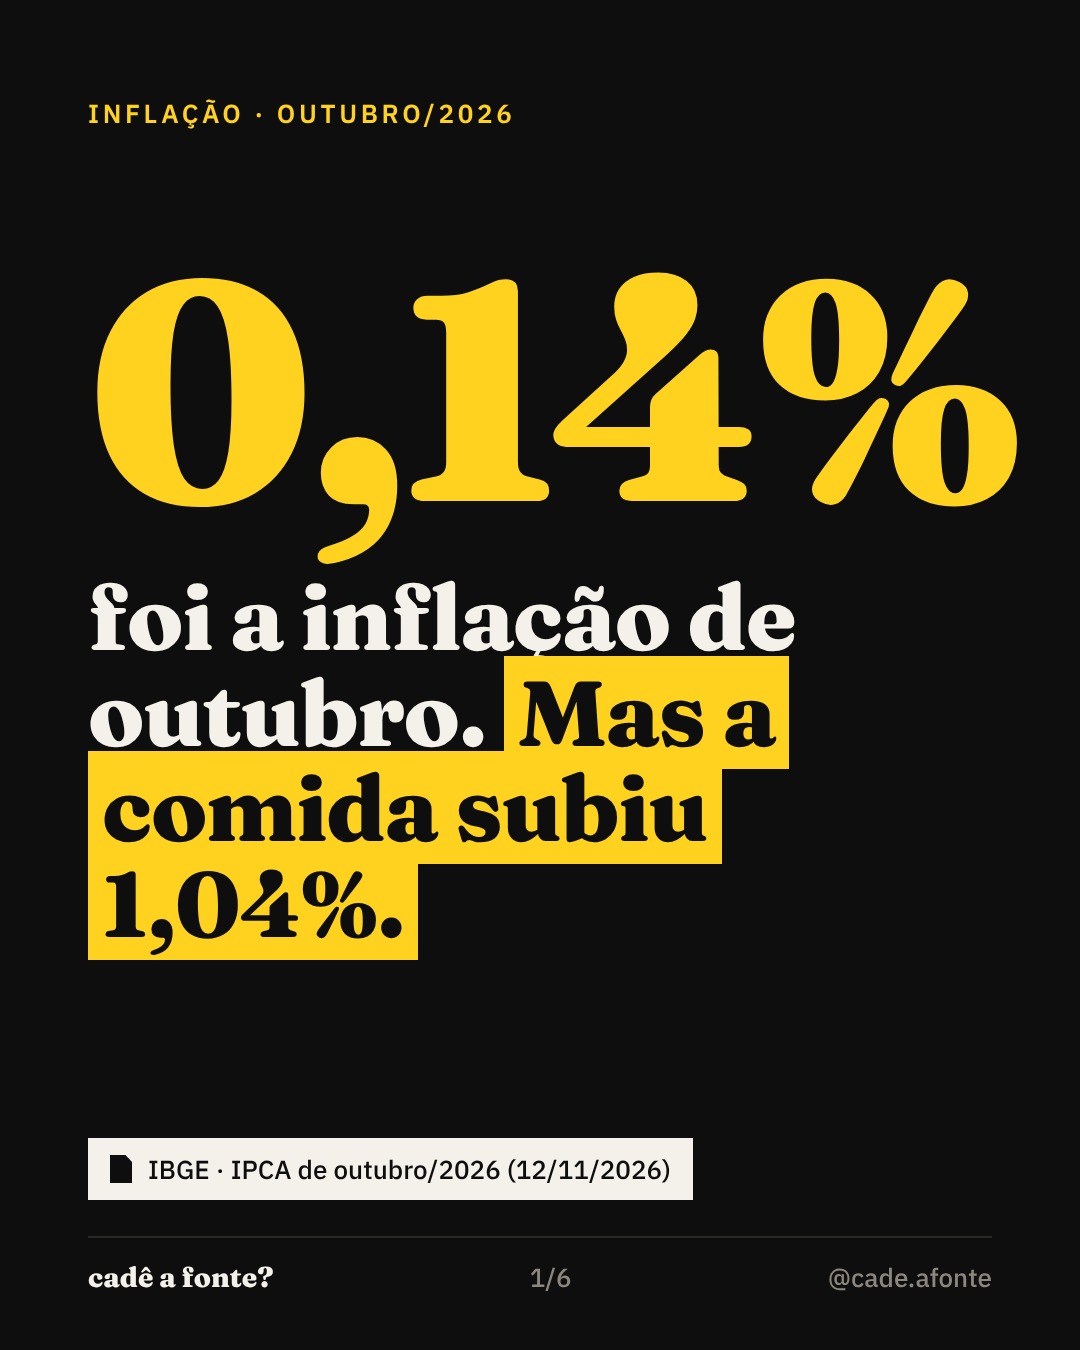 INFLAÇÃO · OUTUBRO/2026
0,14%
foi a inflação de
outubro. Mas a
comida subiu
1,04%.
IBGE · IPCA de outubro/2026 (12/11/2026)
cadê a fonte?
1/6
@cade.afonte